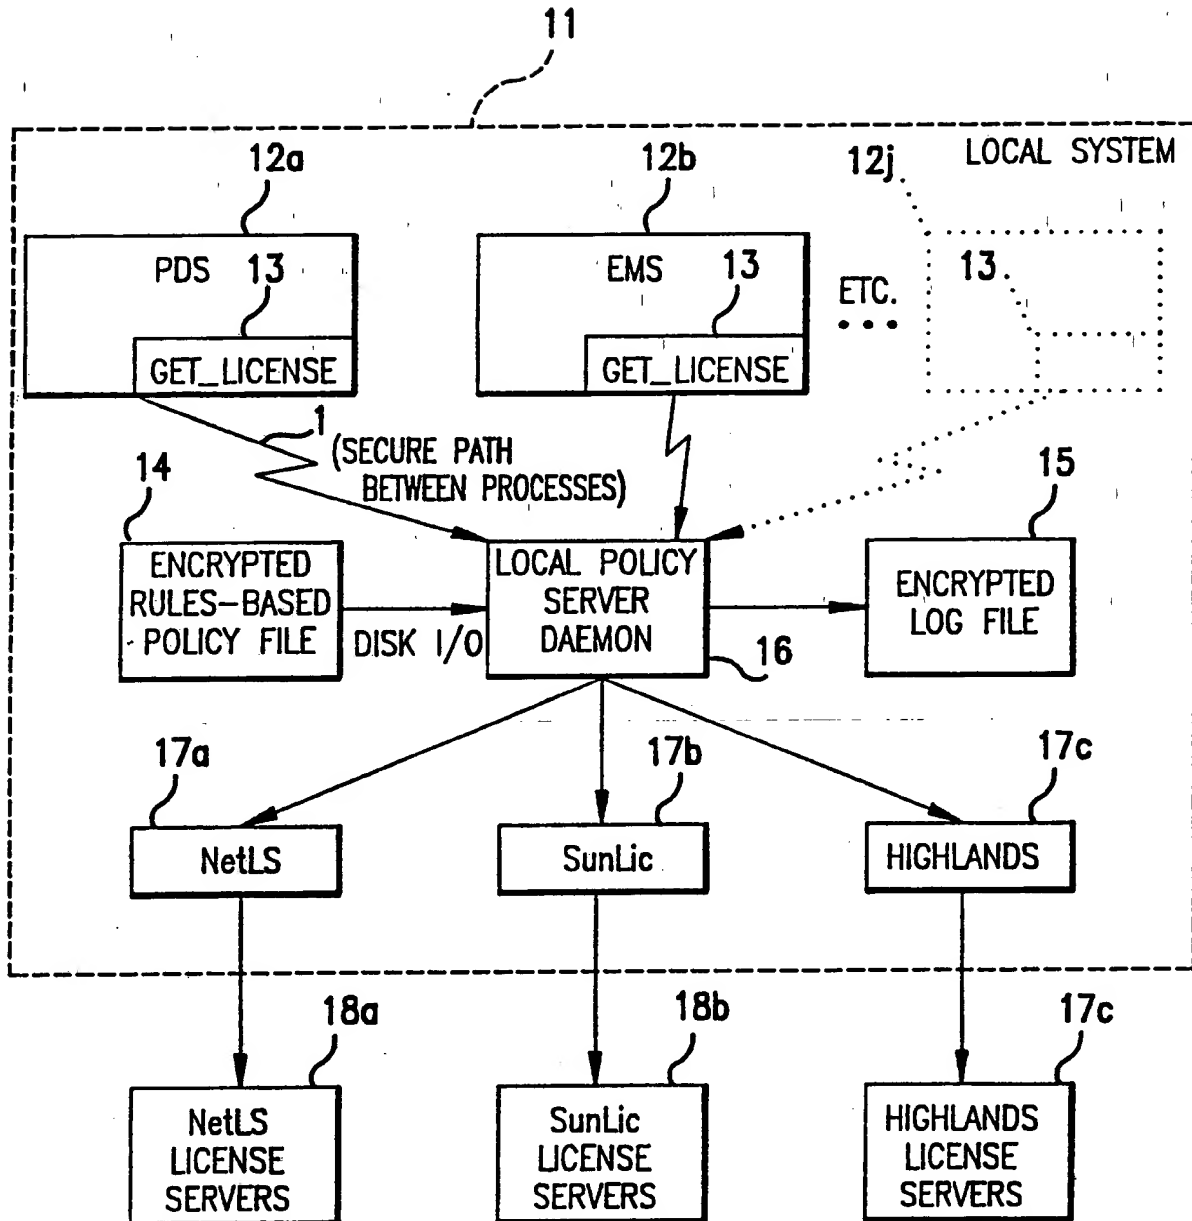 11
LOCAL SYSTEM
12a
12b
12j
PDS
13
EMS
13
ETC.
13
GET_LICENSE
GET_LICENSE
1
(SECURE PATH
BETWEEN PROCESSES)
14
15
ENCRYPTED
RULES-BASED
POLICY FILE
DISK I/O
LOCAL POLICY
SERVER
DAEMON
16
ENCRYPTED
LOG FILE
17a
17b
17c
NetLS
SunLic
HIGHLANDS
18a
18b
17c
NetLS
LICENSE
SERVERS
SunLic
LICENSE
SERVERS
HIGHLANDS
LICENSE
SERVERS